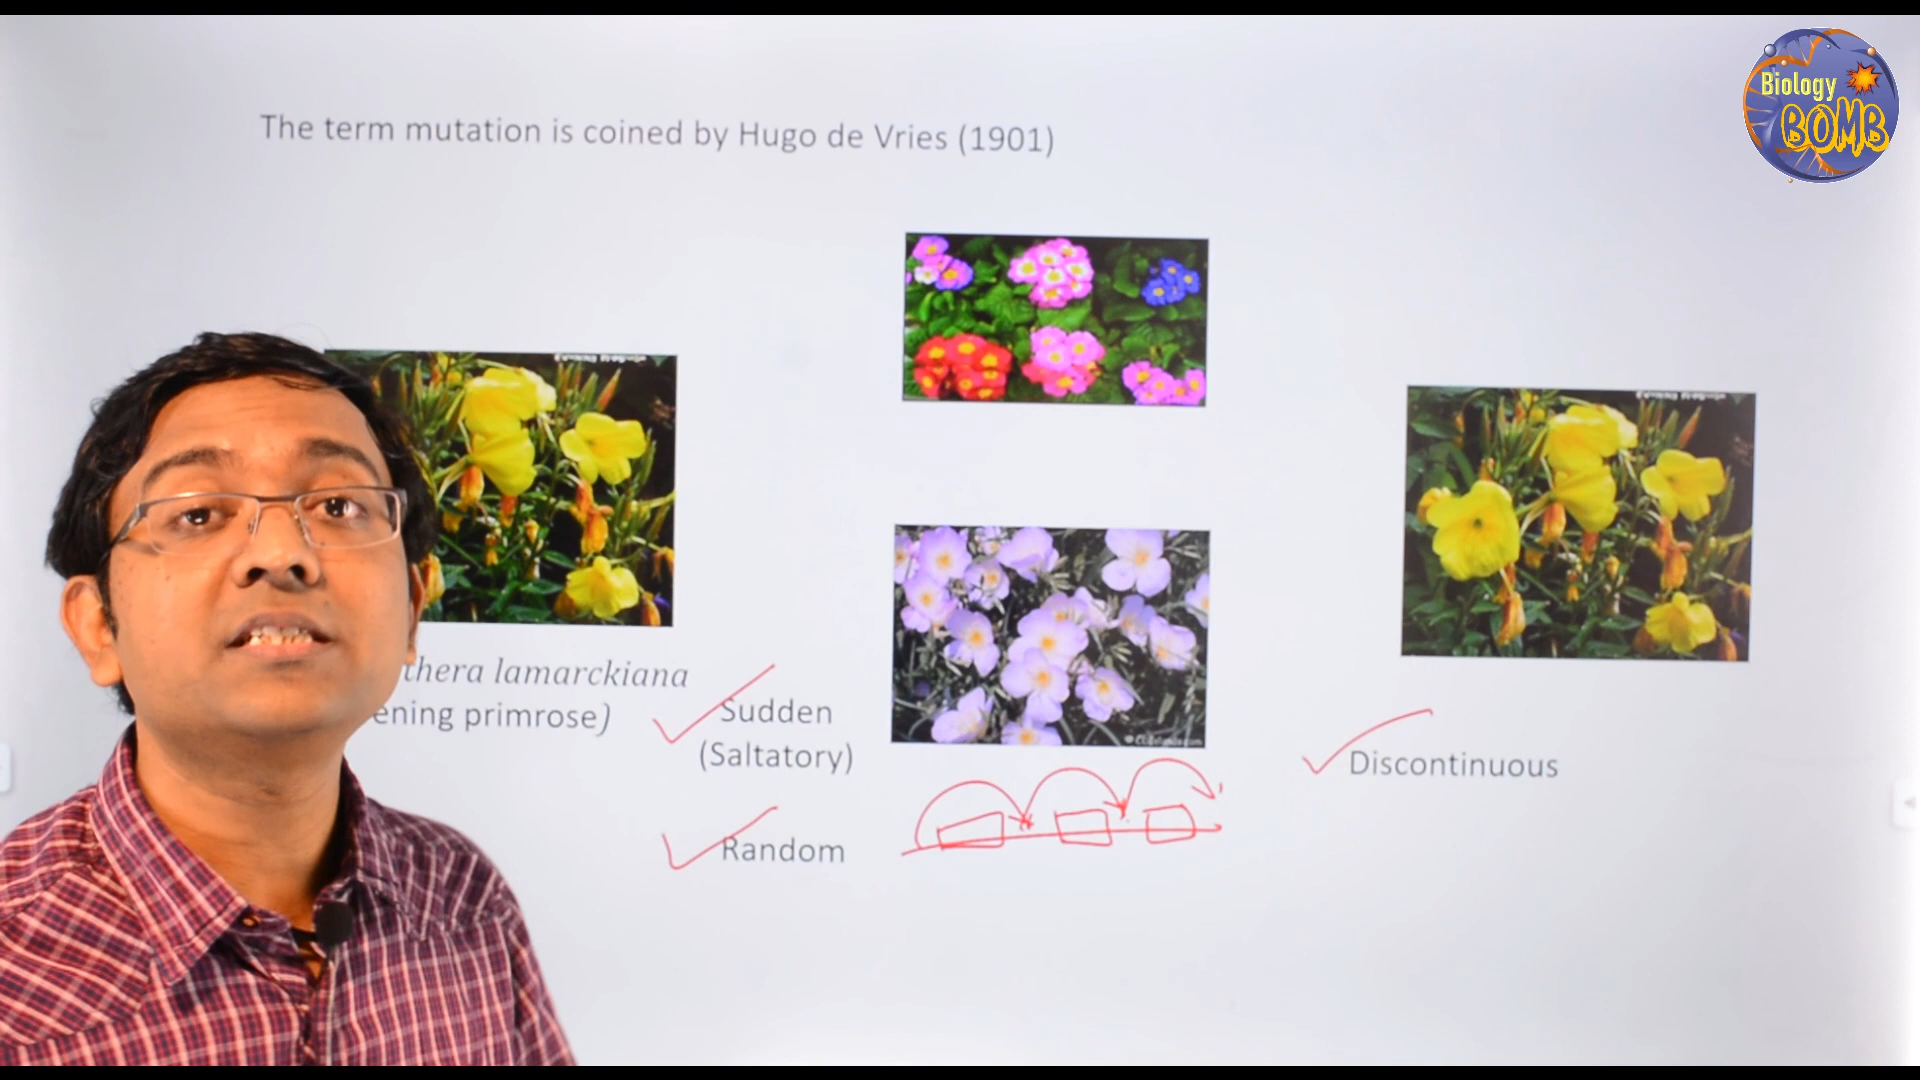 The term mutation is coined by Hugo de Vries (1901)
Biology
BOMB
thera lamarckiana
ening primrose)
Sudden
(Saltatory)
Random
Discontinuous